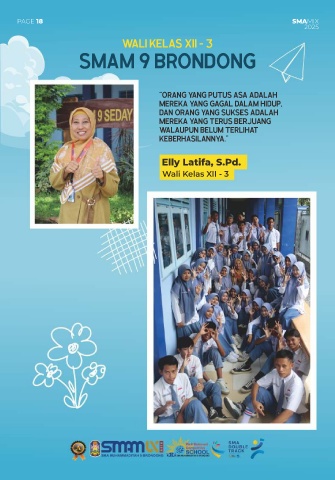 PAGE 18
SMAMIX
2025
WALI KELAS XII - 3
SMAM 9 BRONDONG
"ORANG YANG PUTUS ASA ADALAH
MEREKA YANG GAGAL DALAM HIDUP,
DAN ORANG YANG SUKSES ADALAH
MEREKA YANG TERUS BERJUANG
WALAUPUN BELUM TERLIHAT
KEBERHASILANNYA."
9 SEDAY
Elly Latifa, S.Pd.
Wali Kelas XII - 3
SMAM
SCHOOL
SMA
DOUBLE
TRACK